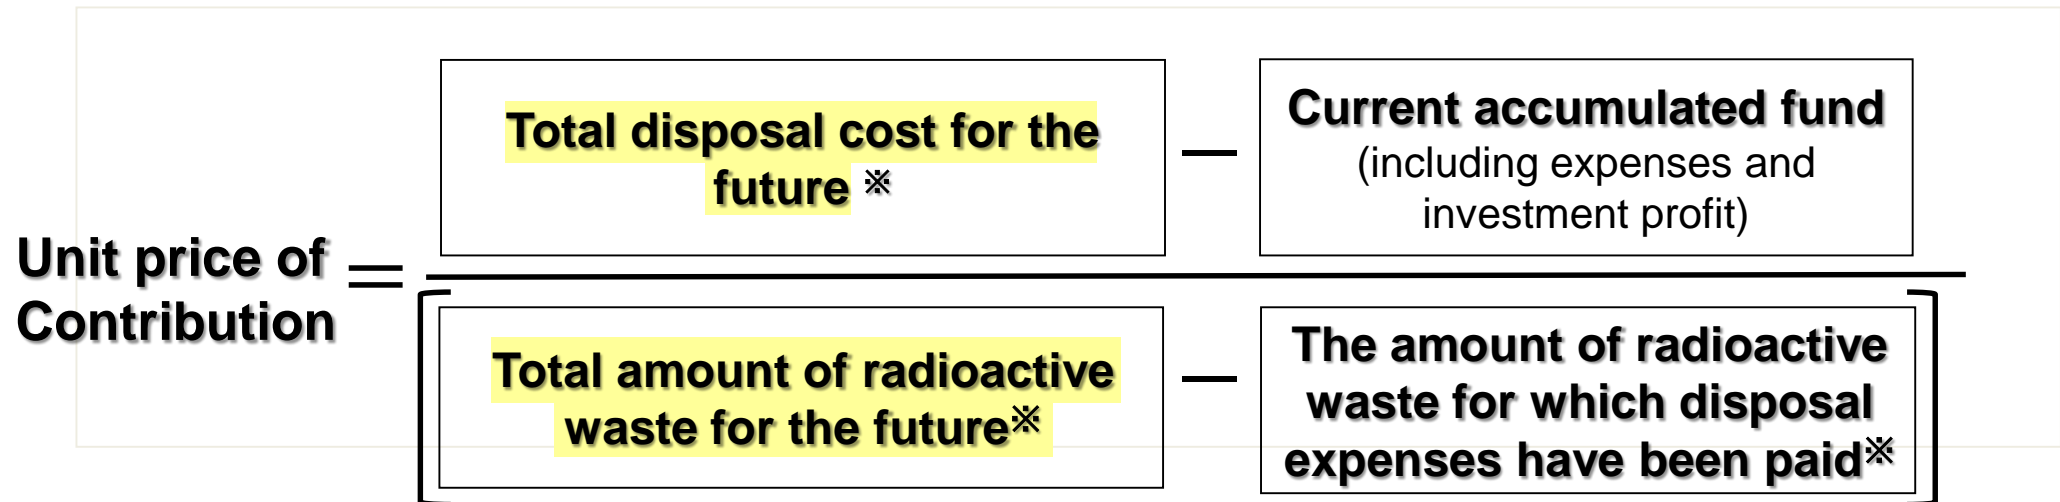 Unit price of
Contribution
=
Total disposal cost for the
future ※
—
Current accumulated fund
(including expenses and
investment profit)
Total amount of radioactive
waste for the future※
—
The amount of radioactive
waste for which disposal
expenses have been paid※